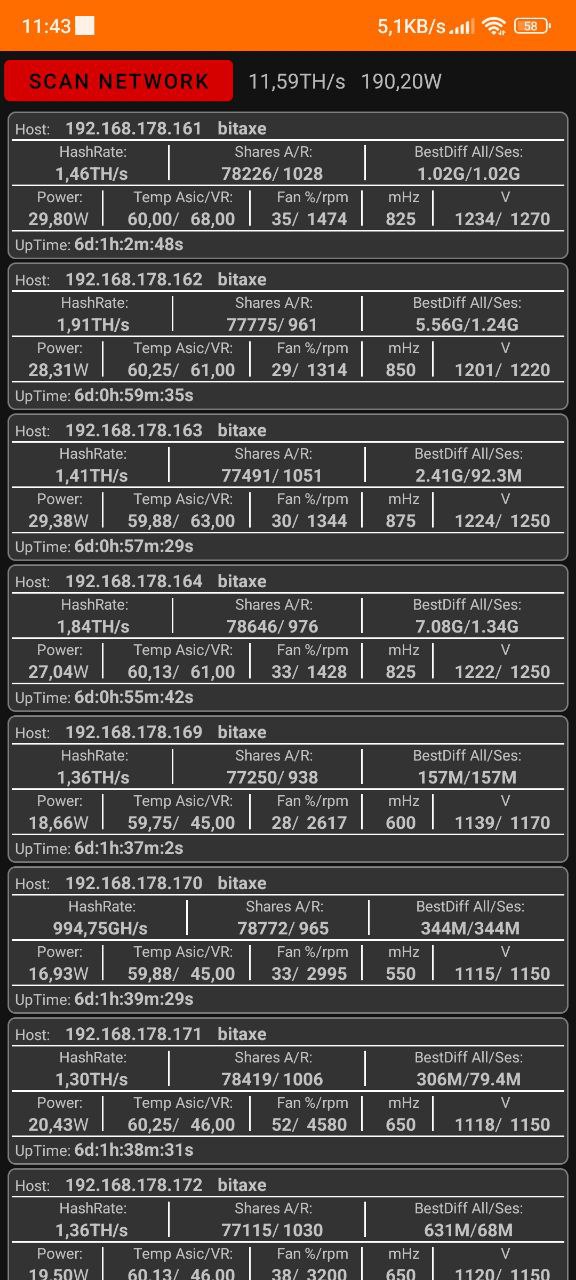 11:43 5,1KB/s 58
SCAN NETWORK 11,59TH/s 190,20W
Host: 192.168.178.161 bitaxe
HashRate: Shares A/R: BestDiff All/Ses:
1,46TH/s 78226/ 1028 1.02G/1.02G
Power: Temp Asic/VR: Fan %/rpm mHz V
29,80W 60,00/ 68,00 35/ 1474 825 1234/ 1270
UpTime: 6d:1h:2m:48s
Host: 192.168.178.162 bitaxe
HashRate: Shares A/R: BestDiff All/Ses:
1,91TH/s 77775/ 961 5.56G/1.24G
Power: Temp Asic/VR: Fan %/rpm mHz V
28,31W 60,25/ 61,00 29/ 1314 850 1201/ 1220
UpTime: 6d:0h:59m:35s
Host: 192.168.178.163 bitaxe
HashRate: Shares A/R: BestDiff All/Ses:
1,41TH/s 77491/ 1051 2.41G/92.3M
Power: Temp Asic/VR: Fan %/rpm mHz V
29,38W 59,88/ 63,00 30/ 1344 875 1224/ 1250
UpTime: 6d:0h:57m:29s
Host: 192.168.178.164 bitaxe
HashRate: Shares A/R: BestDiff All/Ses:
1,84TH/s 78646/ 976 7.08G/1.34G
Power: Temp Asic/VR: Fan %/rpm mHz V
27,04W 60,13/ 61,00 33/ 1428 825 1222/ 1250
UpTime: 6d:0h:55m:42s
Host: 192.168.178.169 bitaxe
HashRate: Shares A/R: BestDiff All/Ses:
1,36TH/s 77250/ 938 157M/157M
Power: Temp Asic/VR: Fan %/rpm mHz V
18,66W 59,75/ 45,00 28/ 2617 600 1139/ 1170
UpTime: 6d:1h:37m:2s
Host: 192.168.178.170 bitaxe
HashRate: Shares A/R: BestDiff All/Ses:
994,75GH/s 78772/ 965 344M/344M
Power: Temp Asic/VR: Fan %/rpm mHz V
16,93W 59,88/ 45,00 33/ 2995 550 1115/ 1150
UpTime: 6d:1h:39m:29s
Host: 192.168.178.171 bitaxe
HashRate: Shares A/R: BestDiff All/Ses:
1,30TH/s 78419/ 1006 306M/79.4M
Power: Temp Asic/VR: Fan %/rpm mHz V
20,43W 60,25/ 46,00 52/ 4580 650 1118/ 1150
UpTime: 6d:1h:38m:31s
Host: 192.168.178.172 bitaxe
HashRate: Shares A/R: BestDiff All/Ses:
1,36TH/s 77115/ 1030 631M/68M
Power: Temp Asic/VR: Fan %/rpm mHz V
19,50W 60,13/ 46,00 38/ 3200 650 1120/ 1150